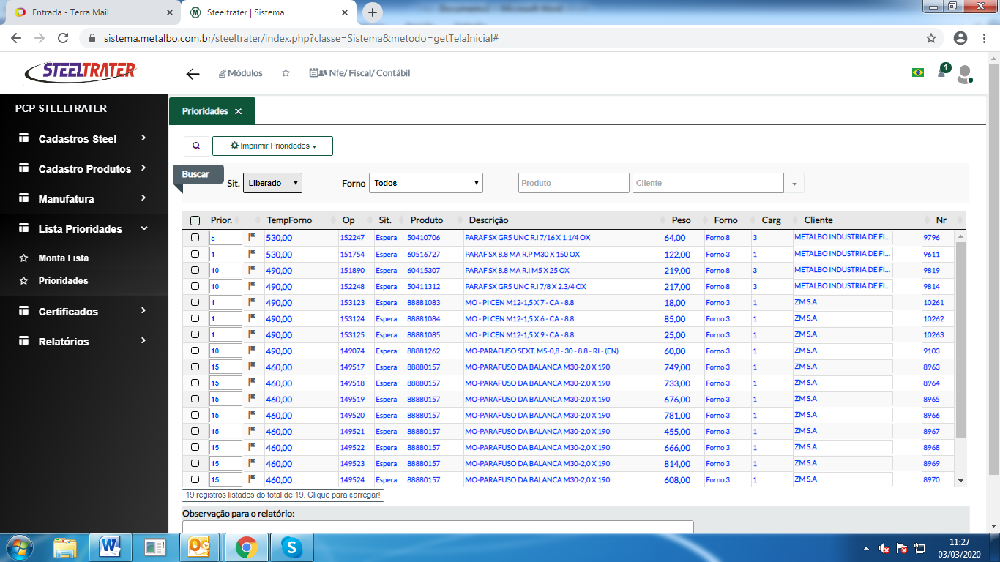 Entrada - Terra Mail
Steeltrater | Sistema
sistema.metalbo.com.br/steeltrater/index.php?classe=Sistema&metodo=getTelaInicial#
STEELTRATER
Módulos
Nfe/ Fiscal/ Contábil
1
PCP STEELTRATER
Cadastros Steel
Cadastro Produtos
Manufatura
Lista Prioridades
Monta Lista
Prioridades
Certificados
Relatórios
Prioridades
Imprimir Prioridades
Buscar
Sit. Liberado Forno Todos Produto Cliente
Prior. TempForno Op Sit. Produto Descrição Peso Forno Carg Cliente Nr
5 530,00 152247 Espera 50410706 PARAF SX GR5 UNC R.I 7/16 X 1.1/4 OX 64,00 Forno 8 3 METALBO INDUSTRIA DE FI... 9796
1 530,00 151754 Espera 60516727 PARAF SX 8.8 MA R.P M30 X 150 OX 122,00 Forno 3 1 METALBO INDUSTRIA DE FI... 9611
10 490,00 151890 Espera 60415307 PARAF SX 8.8 MA R.I M5 X 25 OX 219,00 Forno 8 3 METALBO INDUSTRIA DE FI... 9819
10 490,00 152248 Espera 50411312 PARAF SX GR5 UNC R.I 7/8 X 2.3/4 OX 217,00 Forno 8 3 METALBO INDUSTRIA DE FI... 9814
1 490,00 153123 Espera 88881083 MO - PI CEN M12-1,5 X 7 - CA - 8.8 18,00 Forno 3 1 ZM S.A 10261
1 490,00 153124 Espera 88881084 MO - PI CEN M12-1,5 X 6 - CA - 8.8 85,00 Forno 3 1 ZM S.A 10262
1 490,00 153125 Espera 88881085 MO - PI CEN M12-1,5 X 9 - CA - 8.8 25,00 Forno 3 1 ZM S.A 10263
10 490,00 149074 Espera 88881262 MO-PARAFUSO SEXT. M5-0,8 - 30 - 8.8 - RI - (EN) 60,00 Forno 3 1 ZM S.A 9103
15 460,00 149517 Espera 88880157 MO-PARAFUSO DA BALANCA M30-2,0 X 190 749,00 Forno 3 1 ZM S.A 8963
15 460,00 149518 Espera 88880157 MO-PARAFUSO DA BALANCA M30-2,0 X 190 733,00 Forno 3 1 ZM S.A 8964
15 460,00 149519 Espera 88880157 MO-PARAFUSO DA BALANCA M30-2,0 X 190 676,00 Forno 3 1 ZM S.A 8965
15 460,00 149520 Espera 88880157 MO-PARAFUSO DA BALANCA M30-2,0 X 190 781,00 Forno 3 1 ZM S.A 8966
15 460,00 149521 Espera 88880157 MO-PARAFUSO DA BALANCA M30-2,0 X 190 455,00 Forno 3 1 ZM S.A 8967
15 460,00 149522 Espera 88880157 MO-PARAFUSO DA BALANCA M30-2,0 X 190 666,00 Forno 3 1 ZM S.A 8968
15 460,00 149523 Espera 88880157 MO-PARAFUSO DA BALANCA M30-2,0 X 190 814,00 Forno 3 1 ZM S.A 8969
15 460,00 149524 Espera 88880157 MO-PARAFUSO DA BALANCA M30-2,0 X 190 608,00 Forno 3 1 ZM S.A 8970
19 registros listados do total de 19. Clique para carregar!
Observação para o relatório:
11:27
03/03/2020